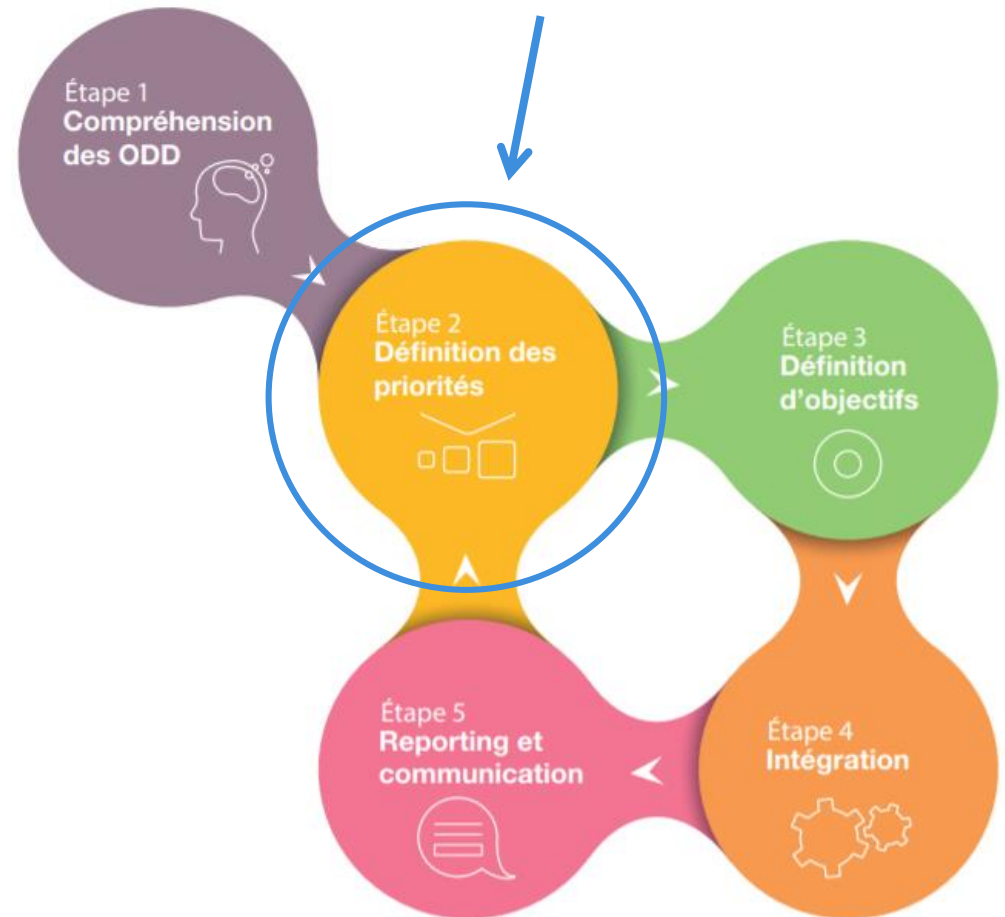 Étape 1
Compréhension
des ODD
Étape 2
Définition des
priorités
Étape 3
Définition
d'objectifs
Étape 4
Intégration
Étape 5
Reporting et
communication